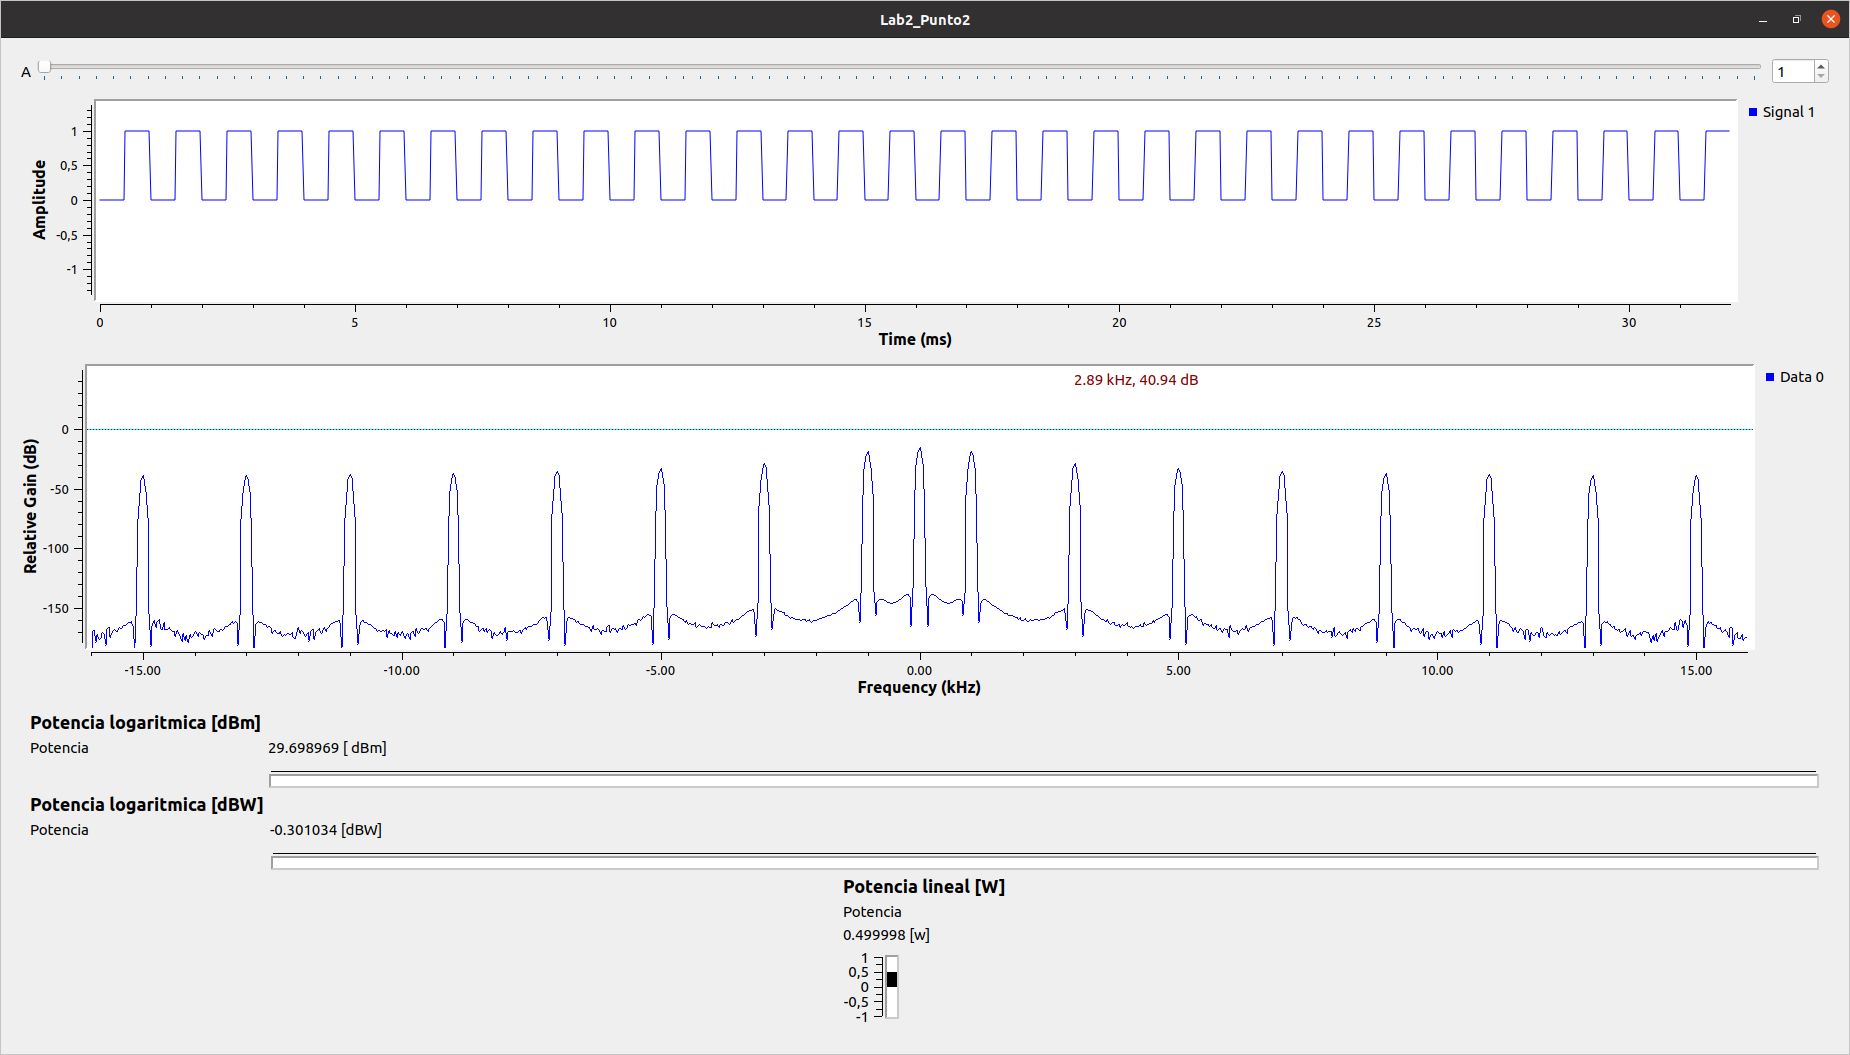 Lab2_Punto2
A
1
Signal 1
1
0,5
0
-0,5
-1
Amplitude
0 5 10 15 20 25 30
Time (ms)
2.89 kHz, 40.94 dB
Data 0
0
-50
-100
-150
Relative Gain (dB)
-15.00 -10.00 -5.00 0.00 5.00 10.00 15.00
Frequency (kHz)
Potencia logaritmica [dBm]
Potencia 29.698969 [ dBm]
Potencia logaritmica [dBW]
Potencia -0.301034 [dBW]
Potencia lineal [W]
Potencia
0.499998 [w]
1
0,5
0
-0,5
-1